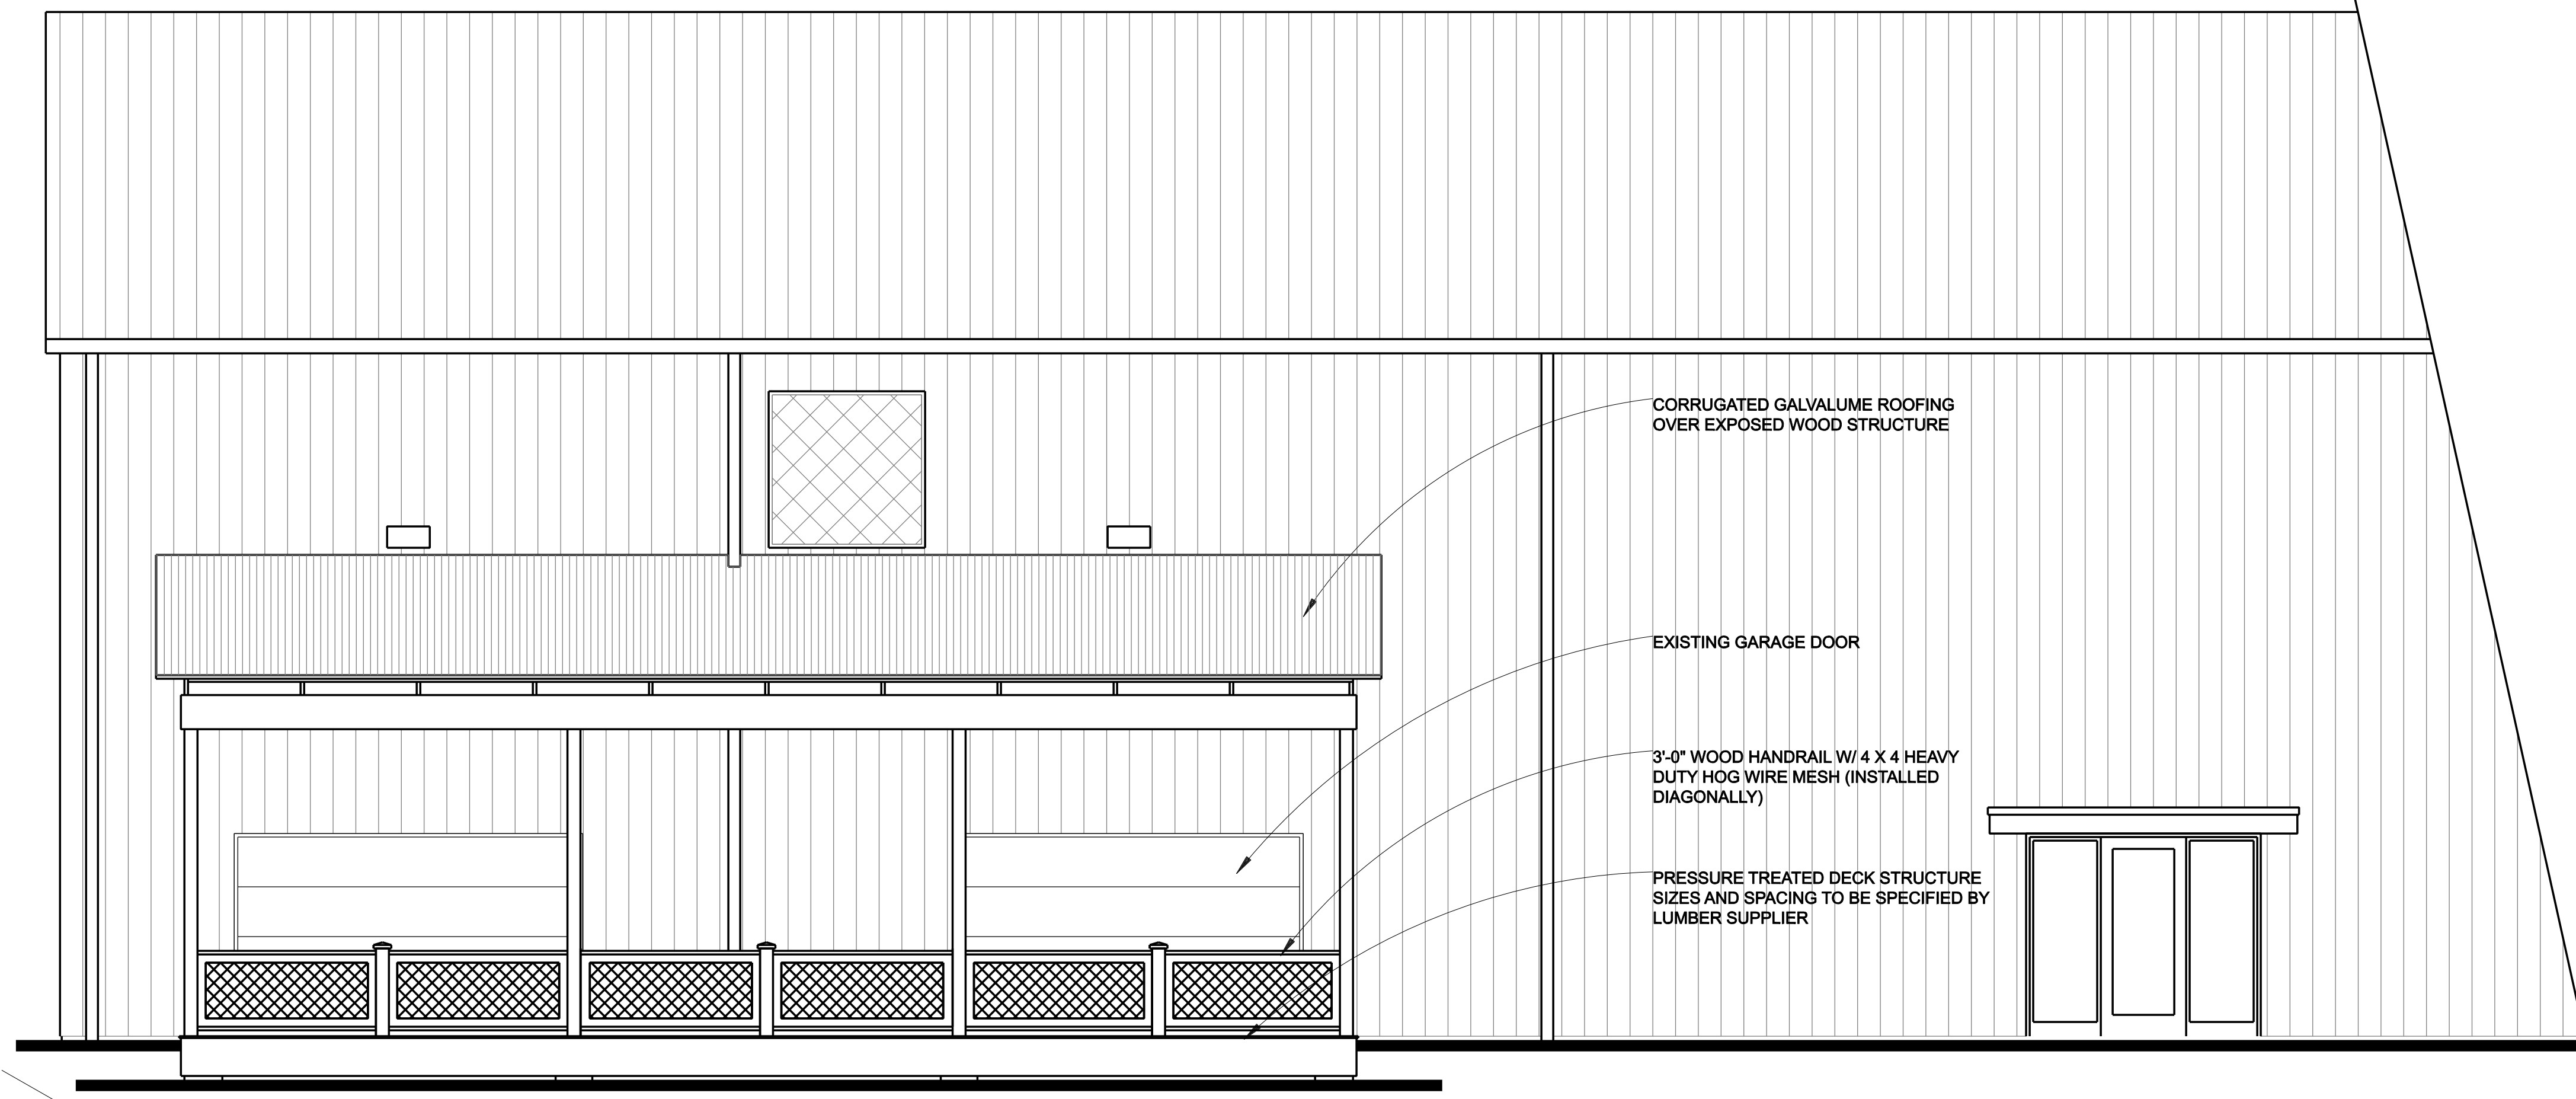 CORRUGATED GALVALUME ROOFING
OVER EXPOSED WOOD STRUCTURE
EXISTING GARAGE DOOR
3'-0" WOOD HANDRAIL W/ 4 X 4 HEAVY
DUTY HOG WIRE MESH (INSTALLED
DIAGONALLY)
PRESSURE TREATED DECK STRUCTURE
SIZES AND SPACING TO BE SPECIFIED BY
LUMBER SUPPLIER